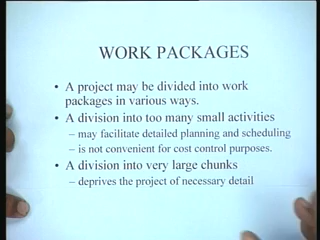 WORK PACKAGES
• A project may be divided into work
packages in various ways.
• A division into too many small activities
– may facilitate detailed planning and scheduling
– is not convenient for cost control purposes.
• A division into very large chunks
– deprives the project of necessary detail